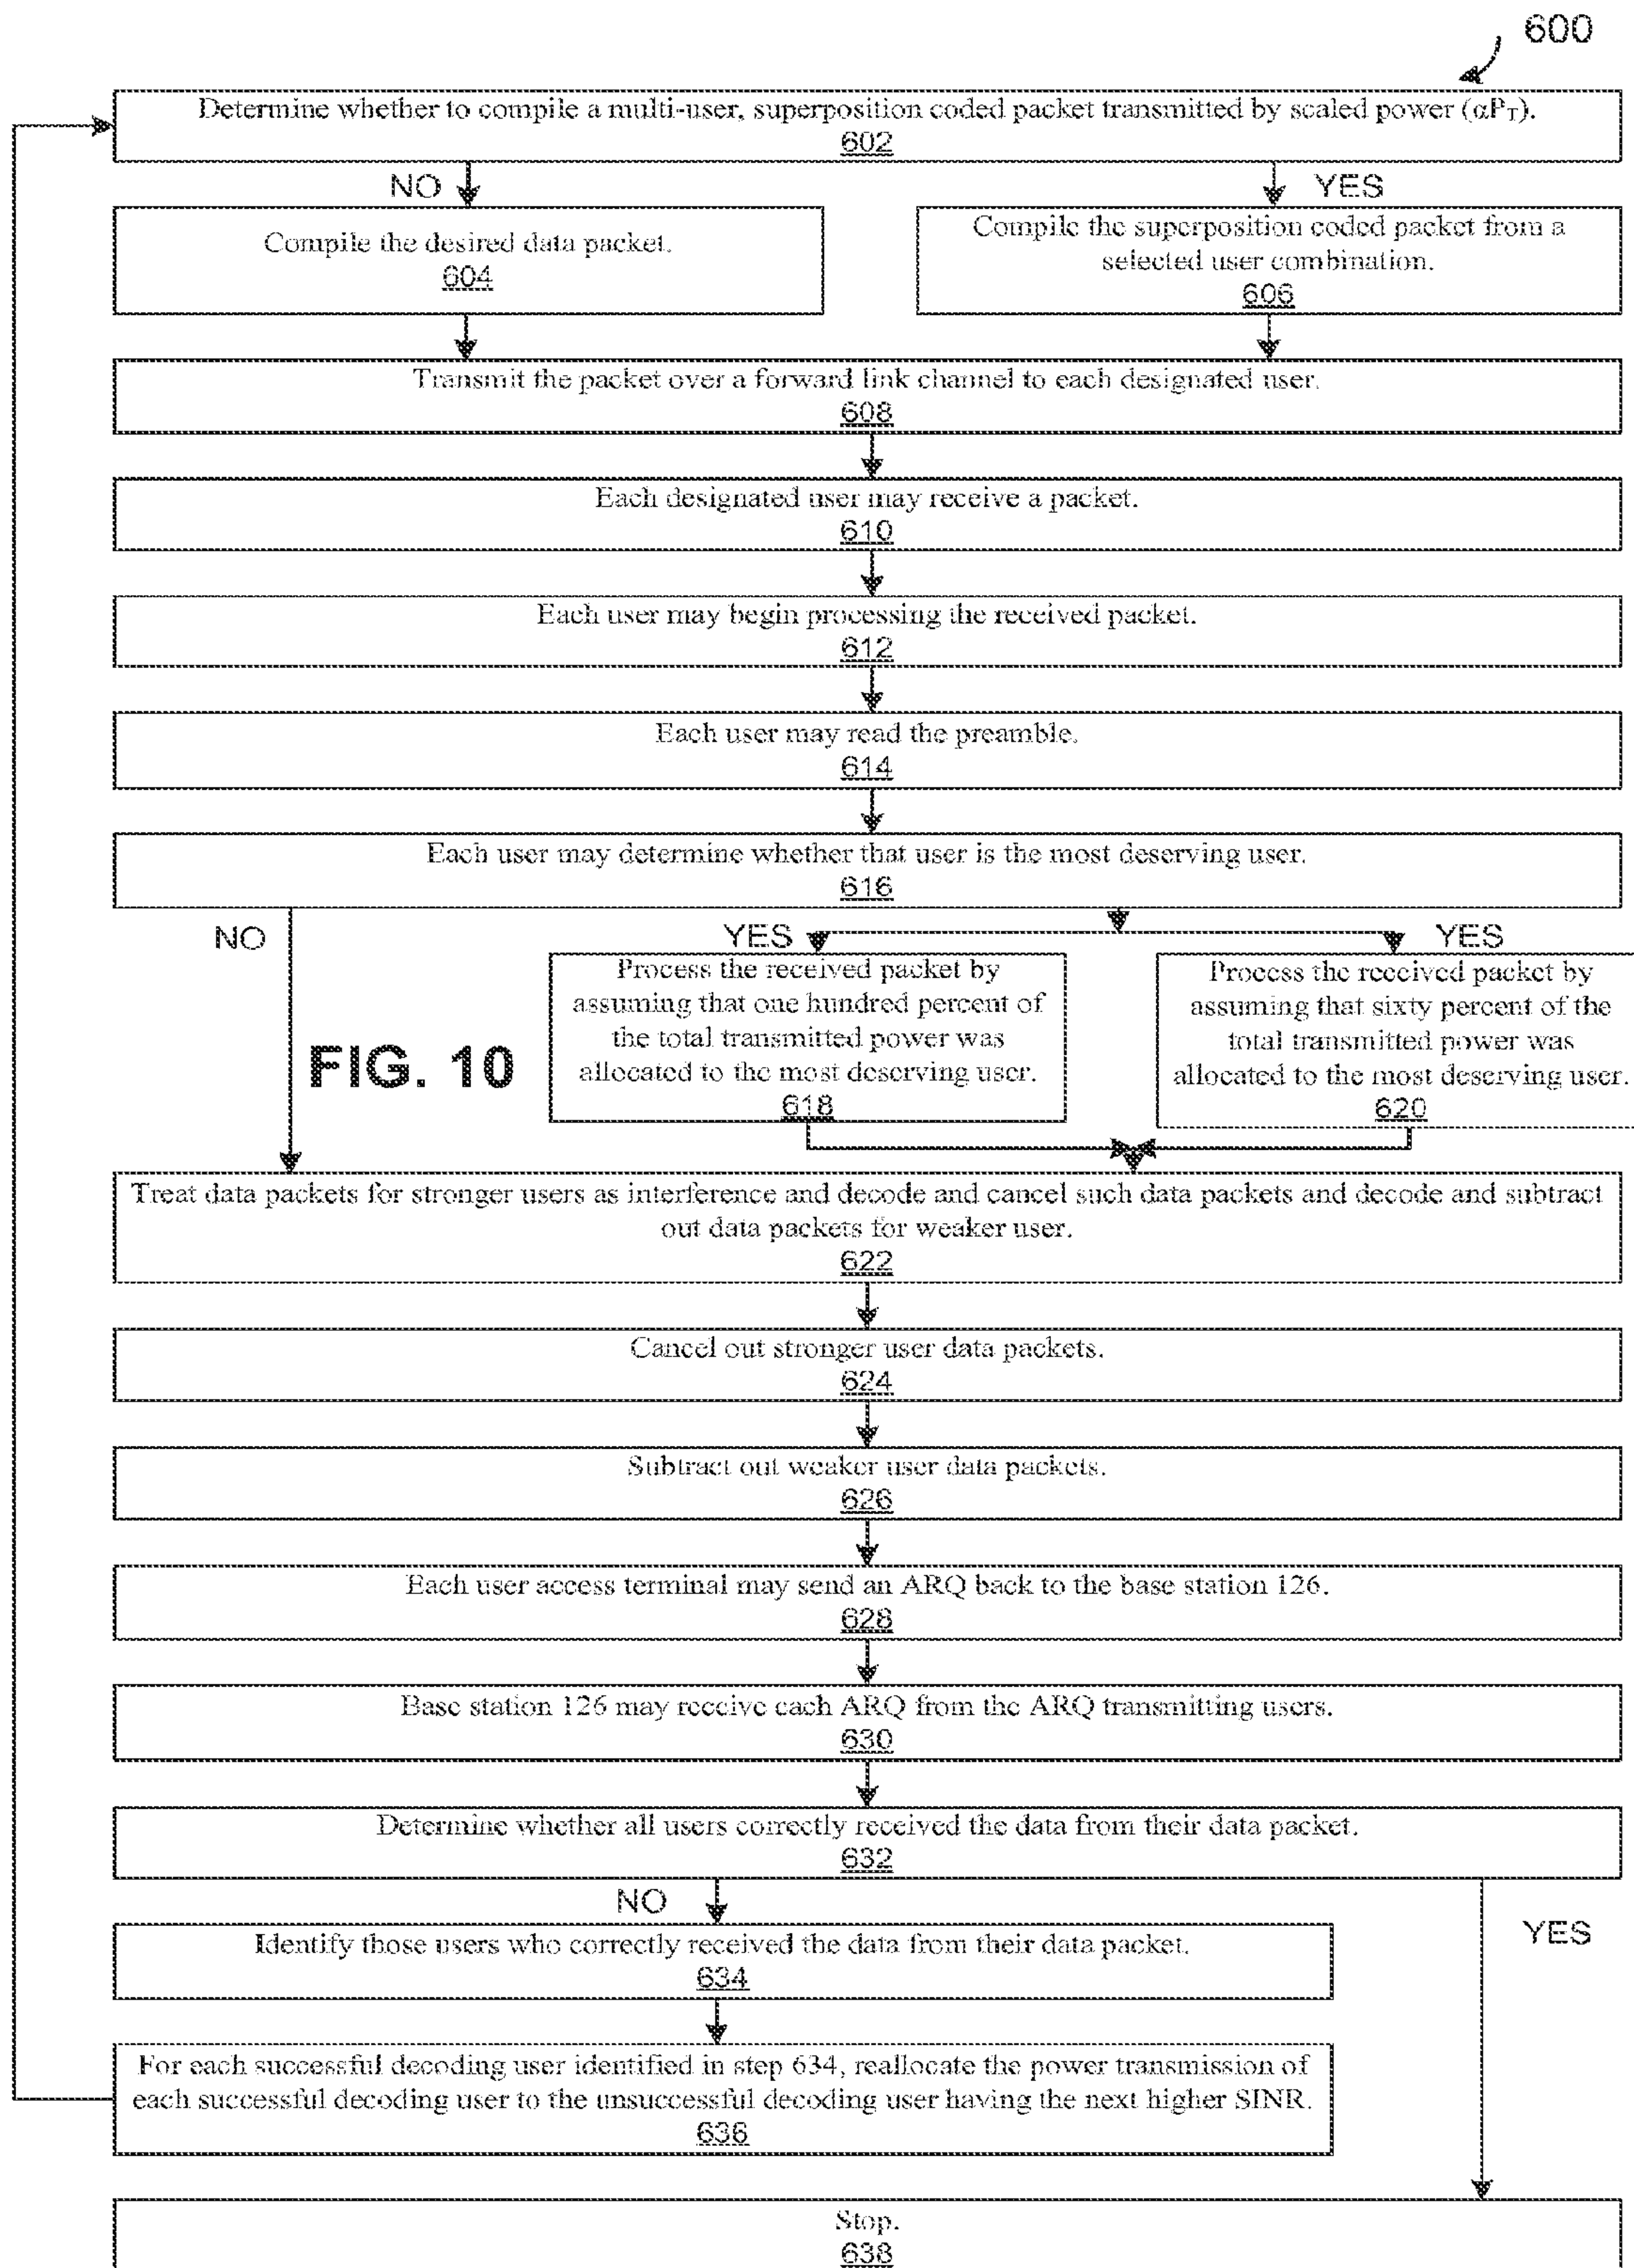 600
Determine whether to compile a multi-user, superposition coded packet transmitted by scaled power (αPT).
602
NO
YES
Compile the desired data packet.
604
Compile the superposition coded packet from a
selected user combination.
606
Transmit the packet over a forward link channel to each designated user.
608
Each designated user may receive a packet.
610
Each user may begin processing the received packet.
612
Each user may read the preamble.
614
Each user may determine whether that user is the most deserving user.
616
NO
YES
YES
Process the received packet by
assuming that one hundred percent of
the total transmitted power was
allocated to the most deserving user.
618
Process the received packet by
assuming that sixty percent of the
total transmitted power was
allocated to the most deserving user.
620
FIG. 10
Treat data packets for stronger users as interference and decode and cancel such data packets and decode and subtract
out data packets for weaker user.
622
Cancel out stronger user data packets.
624
Subtract out weaker user data packets.
626
Each user access terminal may send an ARQ back to the base station 126.
628
Base station 126 may receive each ARQ from the ARQ transmitting users.
630
Determine whether all users correctly received the data from their data packet.
632
NO
YES
Identify those users who correctly received the data from their data packet.
634
For each successful decoding user identified in step 634, reallocate the power transmission of
each successful decoding user to the unsuccessful decoding user having the next higher SINR.
636
Stop.
638